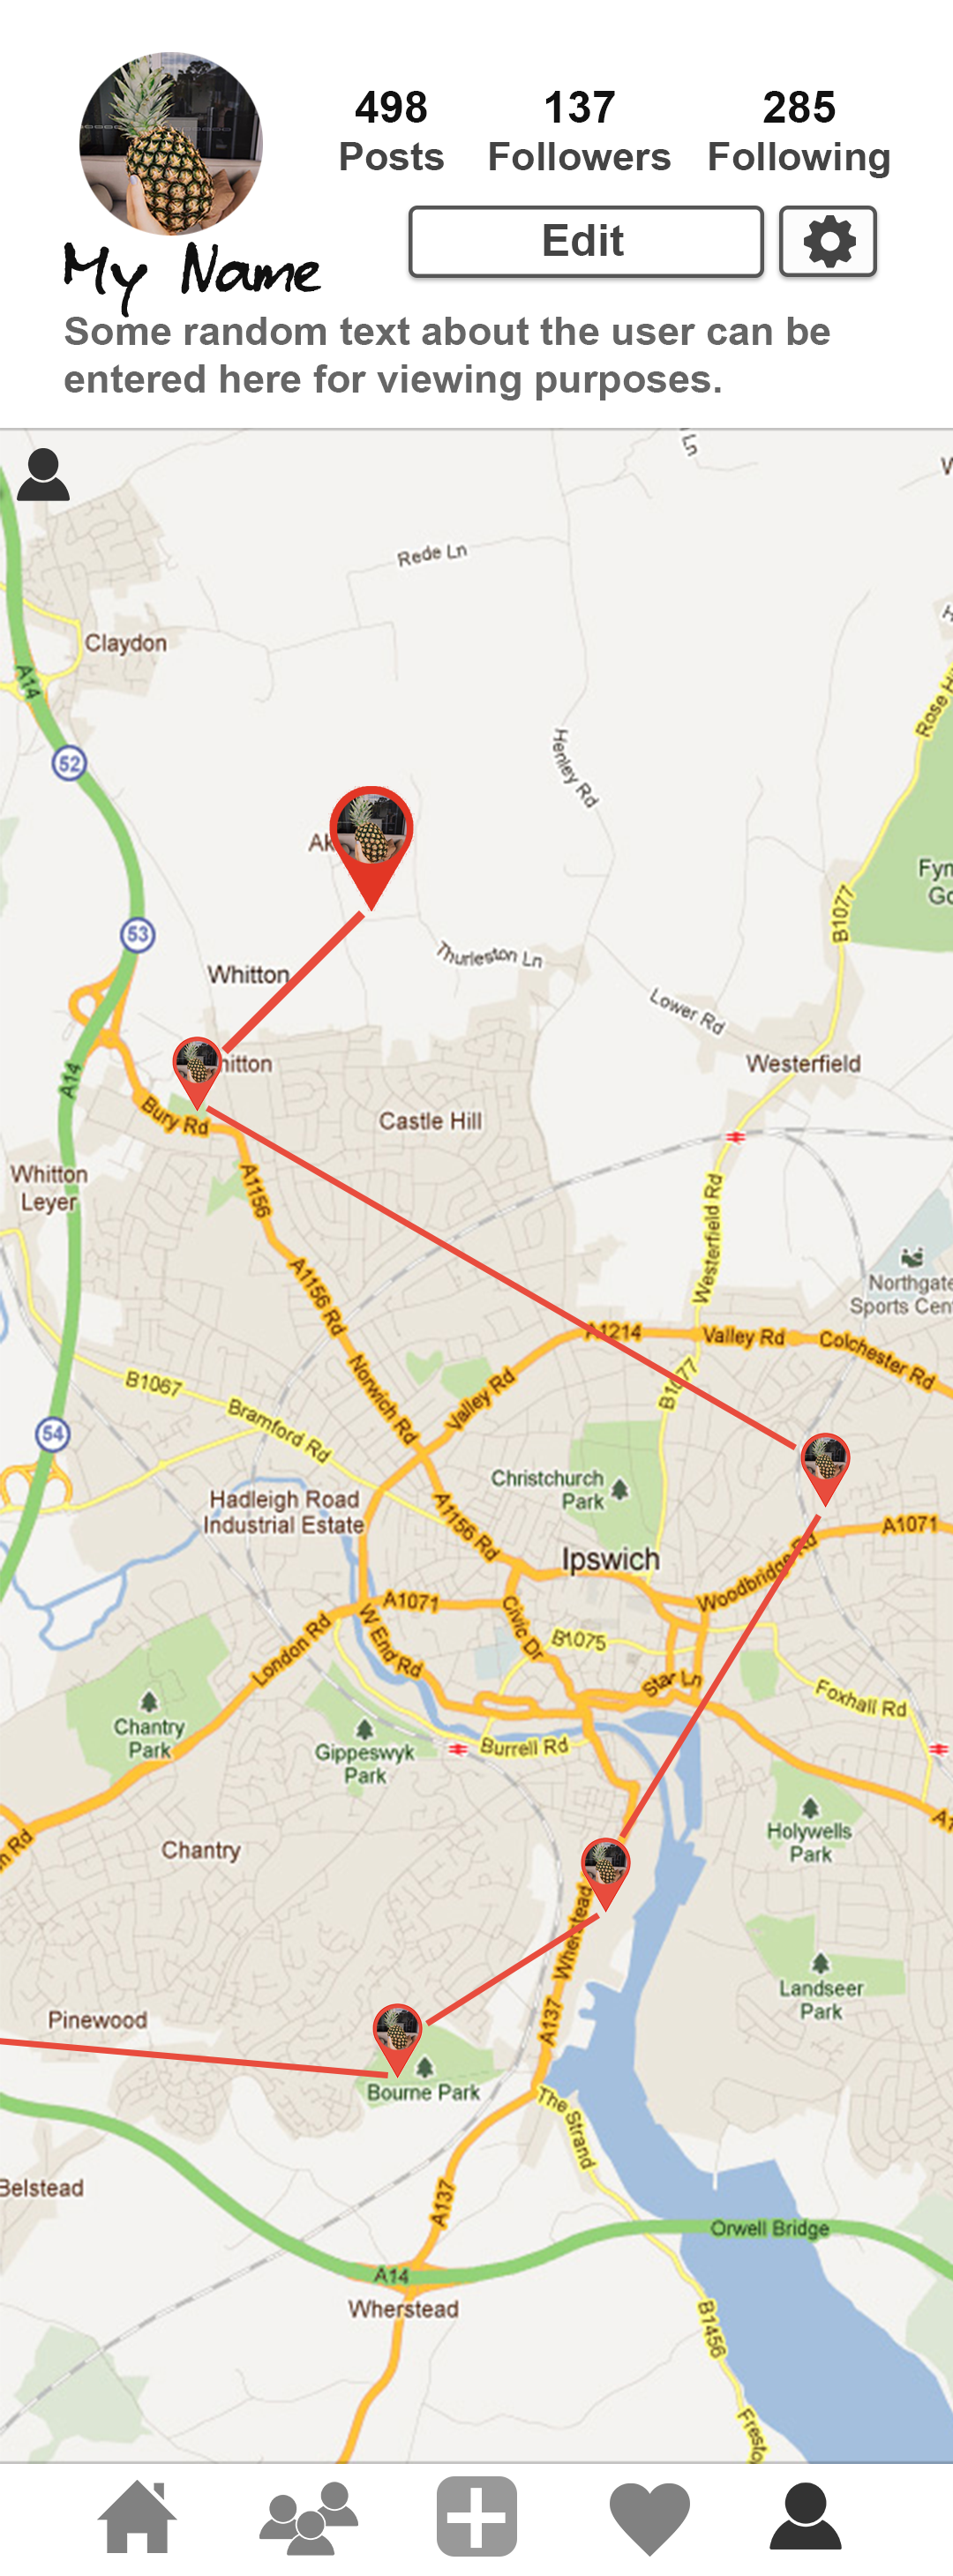 498 137 285
Posts Followers Following
Edit
My Name
Some random text about the user can be
entered here for viewing purposes.
Ln
Rede Ln
Claydon
A14
Rose
52
Henley Rd
B1077
53
Thurleston Ln
Whitton
Lower Rd
Westerfield
A14
Bury Rd
Castle Hill
Whitton
Leyer
A1156
Westerfield Rd
Northgate
Sports Cen
A1156 Rd
A1214
Valley Rd
Colchester Rd
B1067
Norwich Rd
Valley Rd
B1077
Bramford Rd
54
Christchurch
Park
Hadleigh Road
Industrial Estate
A1156 Rd
A1071
Ipswich
Woodbridge Rd
A1071
W End Rd
Civic Dr
London Rd
B1075
Star Ln
Foxhall Rd
Chantry
Park
Gippeswyk
Park
Burrell Rd
Holywells
Park
n Rd
Chantry
Wherstead
Landseer
Park
Pinewood
A137
Bourne Park
The Strand
Belstead
A137
Orwell Bridge
A14
Wherstead
B1456
Fresto